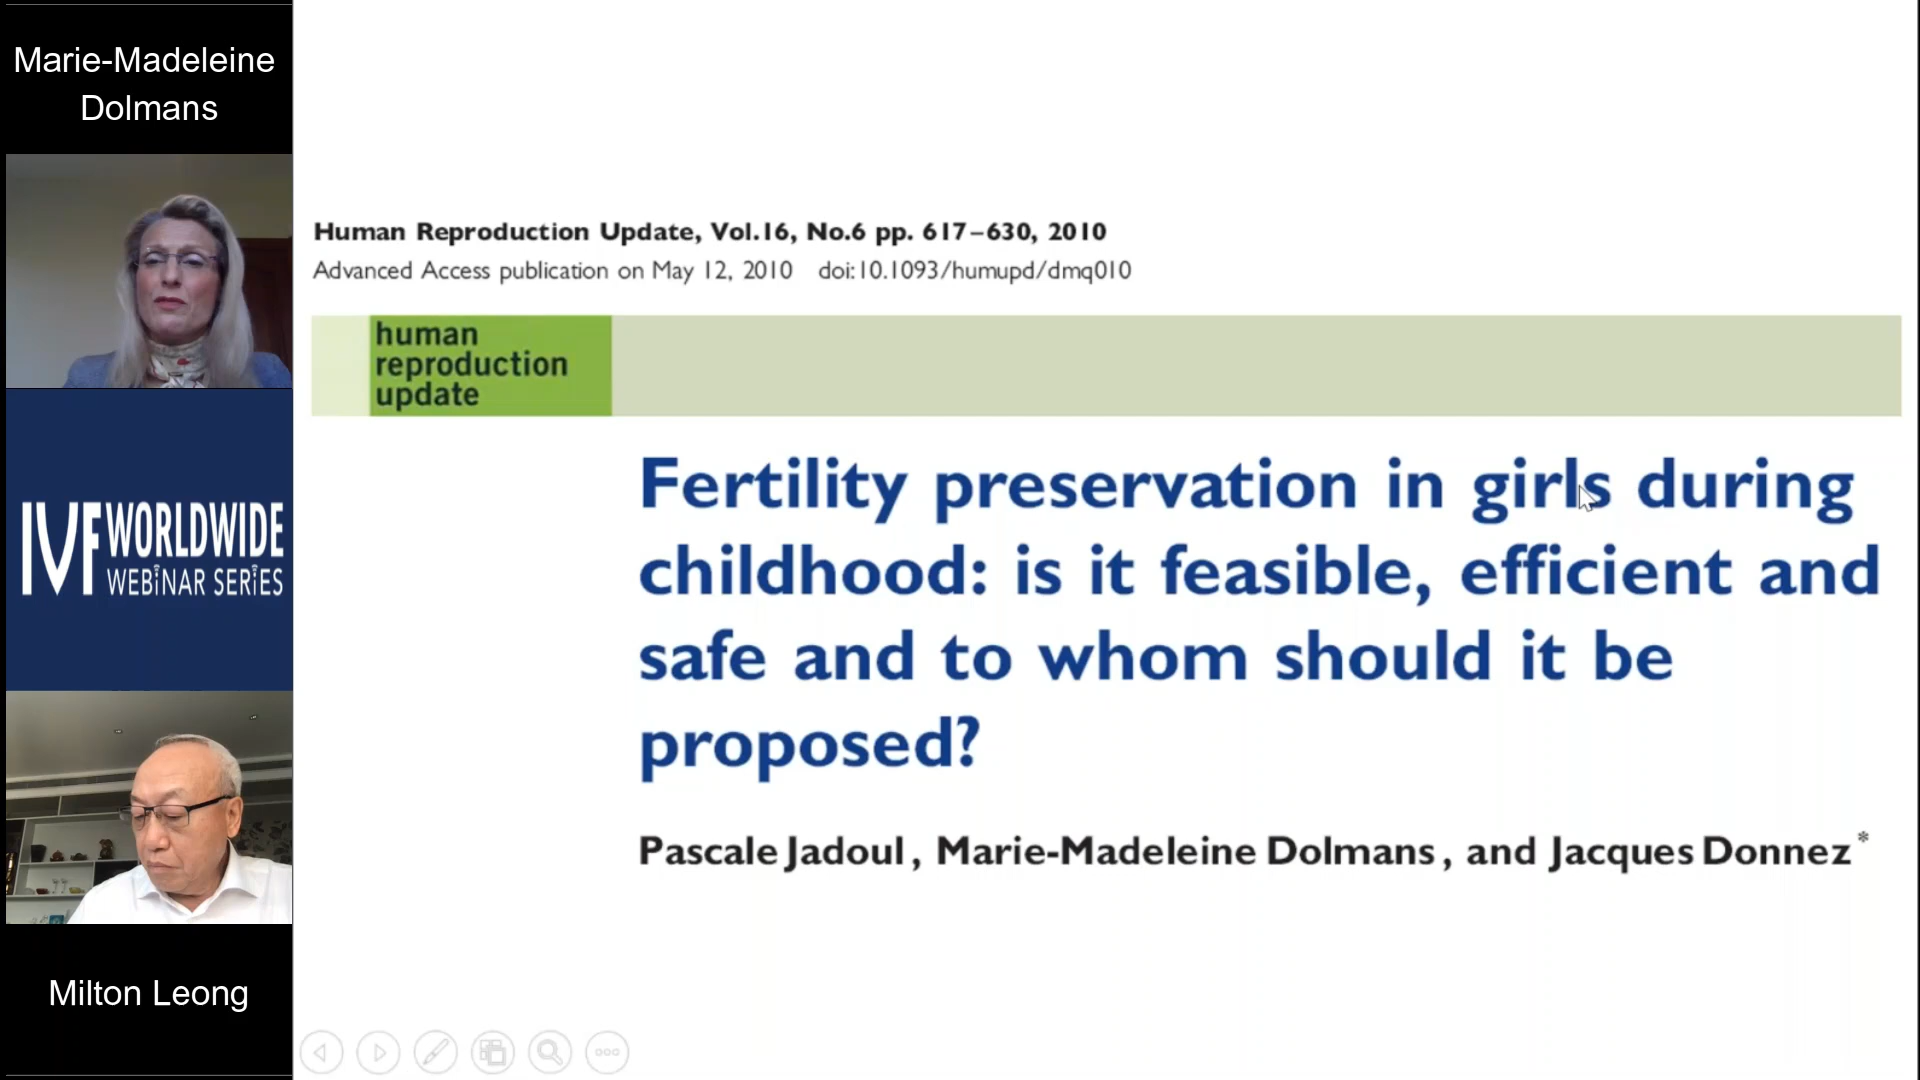 Marie-Madeleine
Dolmans
IVF WORLDWIDE
WEBINAR SERIES
Milton Leong
Human Reproduction Update, Vol.16, No.6 pp. 617–630, 2010
Advanced Access publication on May 12, 2010 doi:10.1093/humupd/dmq010
human
reproduction
update
Fertility preservation in girls during
childhood: is it feasible, efficient and
safe and to whom should it be
proposed?
Pascale Jadoul, Marie-Madeleine Dolmans, and Jacques Donnez*